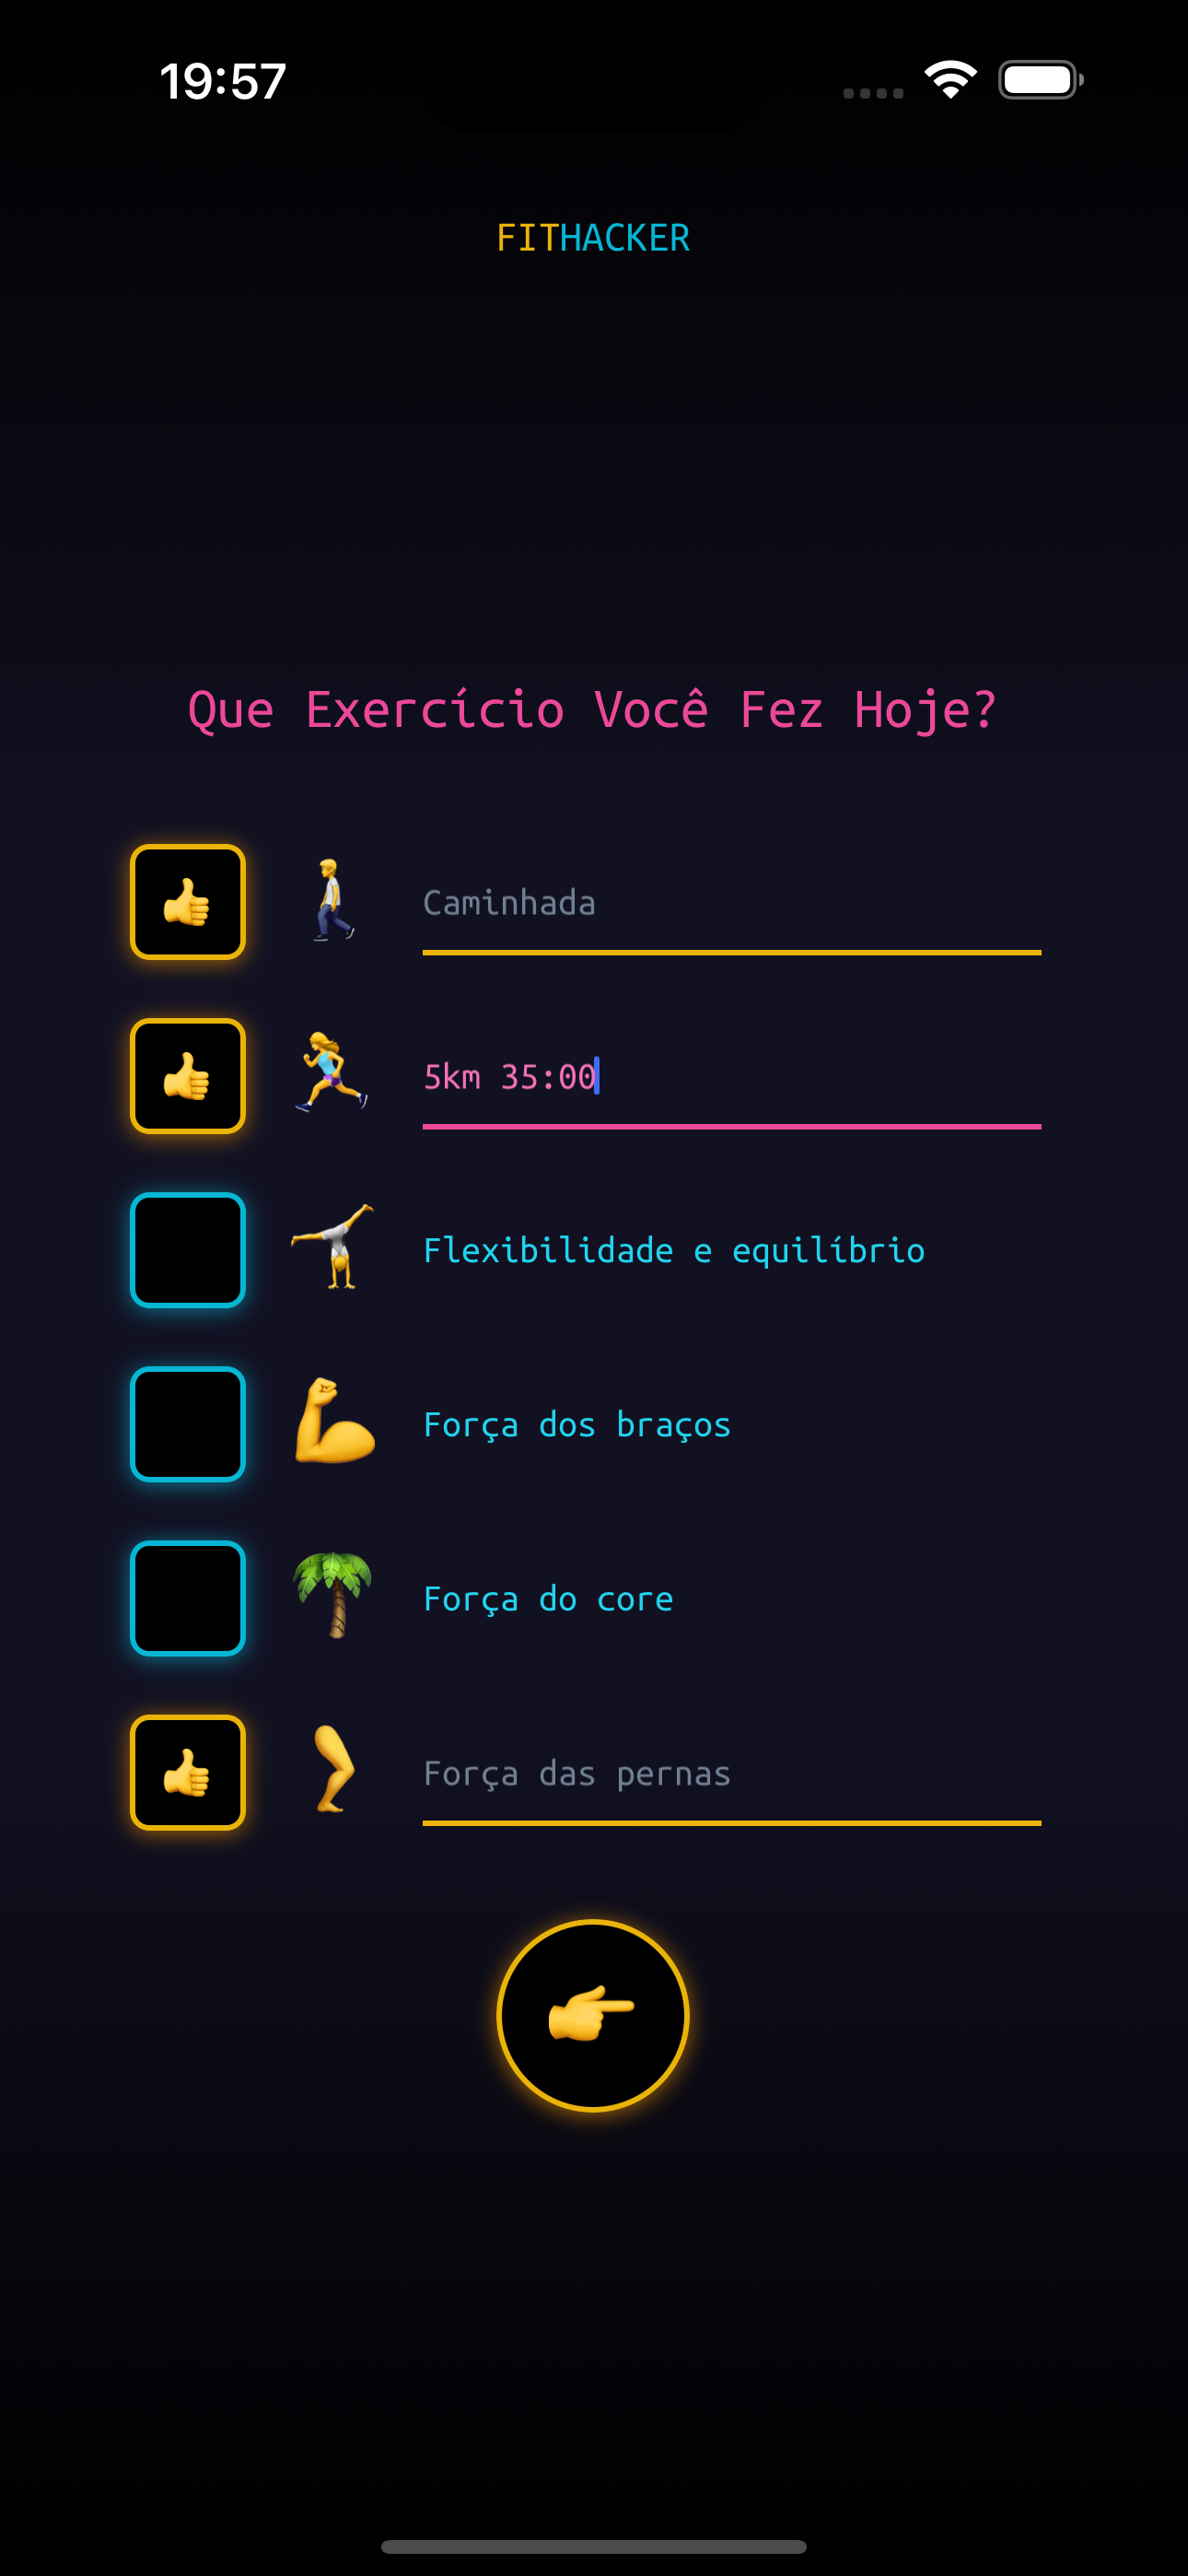 19:57
FITHACKER
Que Exercício Você Fez Hoje?
Caminhada
5km 35:00
Flexibilidade e equilíbrio
Força dos braços
Força do core
Força das pernas